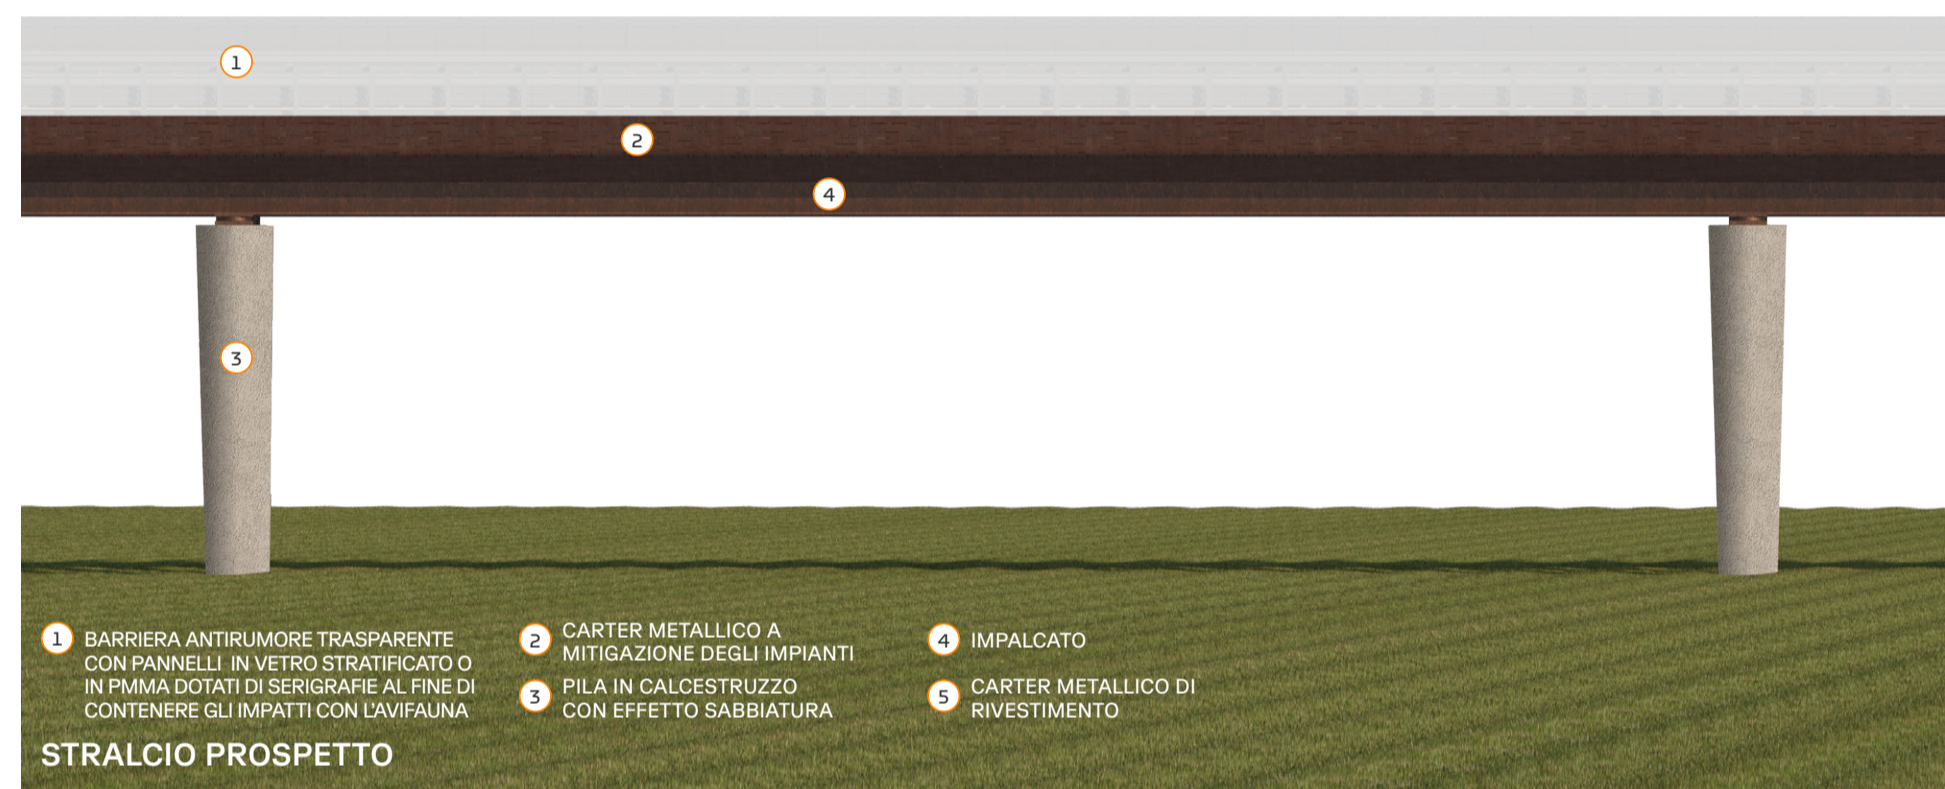 1
2
4
3
1 BARRIERA ANTIRUMORE TRASPARENTE
CON PANNELLI IN VETRO STRATIFICATO O
IN PMMA DOTATI DI SERIGRAFIE AL FINE DI
CONTENERE GLI IMPATTI CON L'AVIFAUNA
2 CARTER METALLICO A
MITIGAZIONE DEGLI IMPIANTI
3 PILA IN CALCESTRUZZO
CON EFFETTO SABBIATURA
4 IMPALCATO
5 CARTER METALLICO DI
RIVESTIMENTO
STRALCIO PROSPETTO